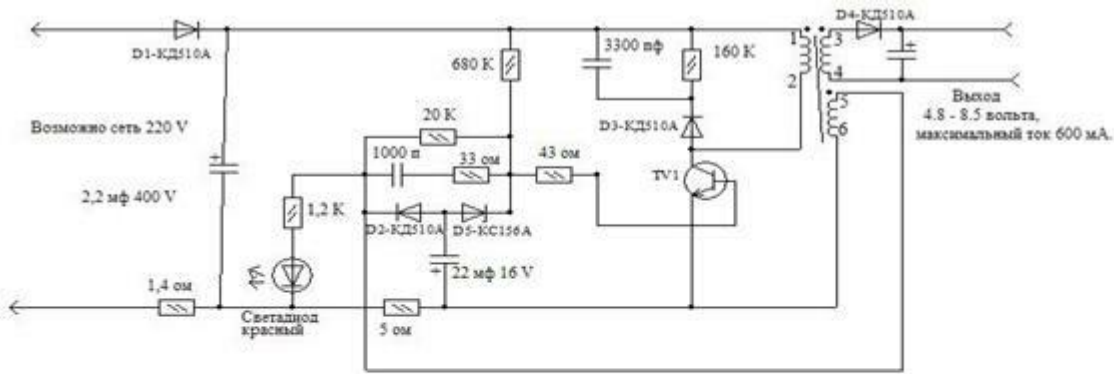 D1-КД510А
680 К
3300 пф
160 К
1
2
3
4
5
6
D4-КД510А
+
Выход
4.8 - 8.5 вольта,
максимальный ток 600 мА.
Возможно сеть 220 V
+
2,2 мф 400 V
20 К
1000 п
33 ом
43 ом
D3-КД510А
TV1
1,2 К
D2-КД510А
D5-КС156А
+
22 мф 16 V
1,4 ом
Светадиод
красный
5 ом